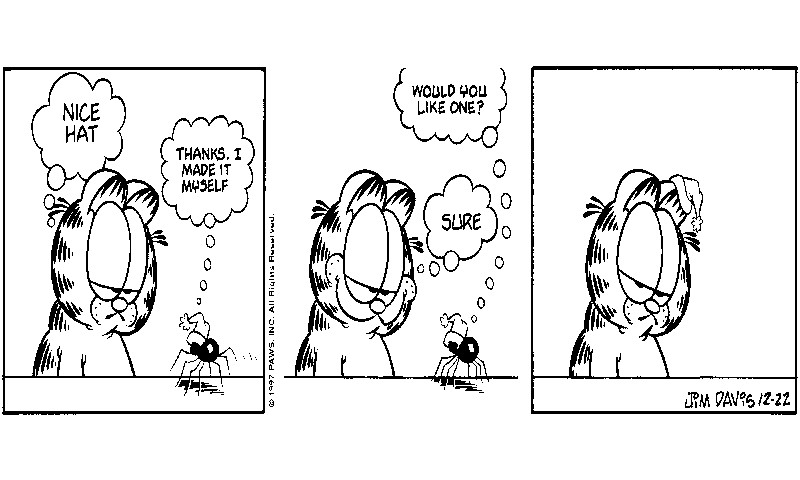 NICE
HAT
THANKS. I
MADE IT
MYSELF
© 1997 PAWS, INC. All Rights Reserved.
WOULD YOU
LIKE ONE?
SURE
JIM DAVIS 12-22